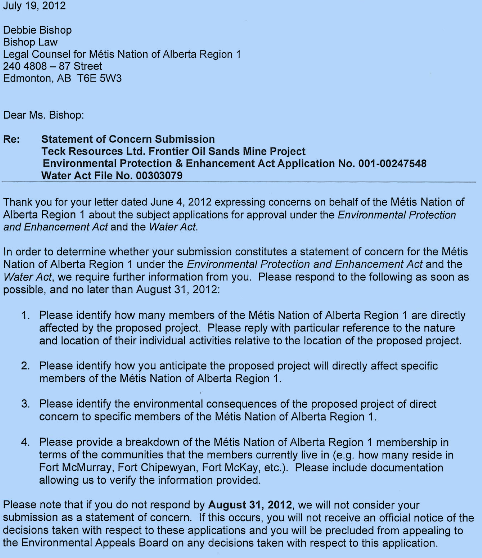 July 19, 2012
Debbie Bishop
Bishop Law
Legal Counsel for Métis Nation of Alberta Region 1
240 4808 – 87 Street
Edmonton, AB  T6E 5W3
Dear Ms. Bishop:
Re: Statement of Concern Submission
Teck Resources Ltd. Frontier Oil Sands Mine Project
Environmental Protection & Enhancement Act Application No. 001-00247548
Water Act File No. 00303079
Thank you for your letter dated June 4, 2012 expressing concerns on behalf of the Métis Nation of
Alberta Region 1 about the subject applications for approval under the Environmental Protection
and Enhancement Act and the Water Act.
In order to determine whether your submission constitutes a statement of concern for the Métis
Nation of Alberta Region 1 under the Environmental Protection and Enhancement Act and the
Water Act, we require further information from you.  Please respond to the following as soon as
possible, and no later than August 31, 2012:
1. Please identify how many members of the Métis Nation of Alberta Region 1 are directly
affected by the proposed project.  Please reply with particular reference to the nature
and location of their individual activities relative to the location of the proposed project.
2. Please identify how you anticipate the proposed project will directly affect specific
members of the Métis Nation of Alberta Region 1.
3. Please identify the environmental consequences of the proposed project of direct
concern to specific members of the Métis Nation of Alberta Region 1.
4. Please provide a breakdown of the Métis Nation of Alberta Region 1 membership in
terms of the communities that the members currently live in (e.g. how many reside in
Fort McMurray, Fort Chipewyan, Fort McKay, etc.).  Please include documentation
allowing us to verify the information provided.
Please note that if you do not respond by August 31, 2012, we will not consider your
submission as a statement of concern.  If this occurs, you will not receive an official notice of the
decisions taken with respect to these applications and you will be precluded from appealing to
the Environmental Appeals Board on any decisions taken with respect to this application.